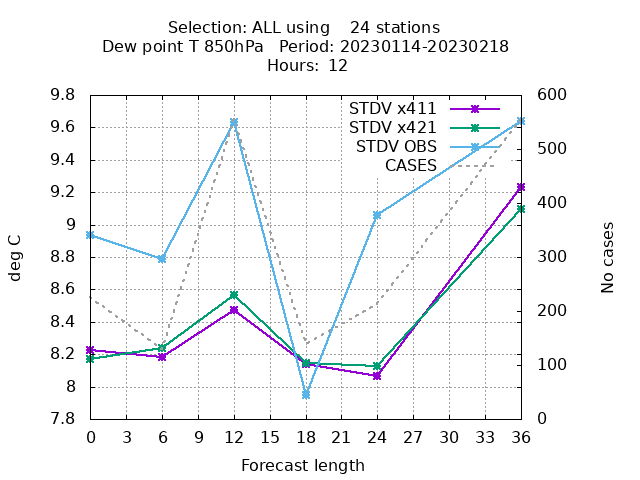 Selection: ALL using    24 stations
Dew point T 850hPa   Period: 20230114-20230218
Hours: 12
STDV x411
STDV x421
STDV OBS
CASES
9.8
9.6
9.4
9.2
9
8.8
8.6
8.4
8.2
8
7.8
600
500
400
300
200
100
0
deg C
No cases
0 3 6 9 12 15 18 21 24 27 30 33 36
Forecast length